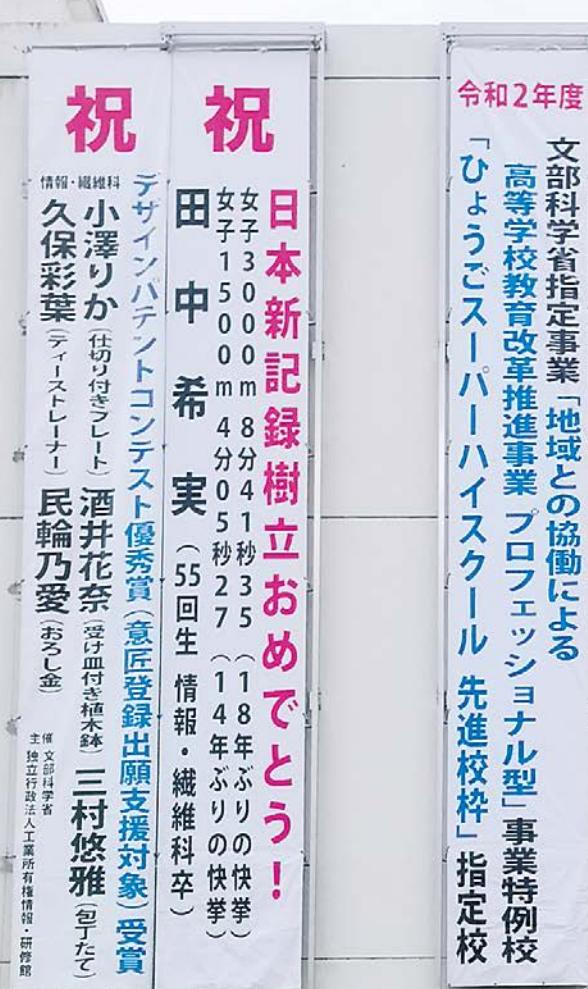 令和2年度
文部科学省指定事業「地域との協働による
高等学校教育改革推進事業 プロフェッショナル型」事業特例校
「ひょうごスーパーハイスクール 先進校枠」指定校
祝
日本新記録樹立おめでとう!
女子3000m 8分41秒35(18年ぶりの快挙)
女子1500m 4分05秒27(14年ぶりの快挙)
田中希実(55回生 情報・繊維科卒)
祝
デザインパテントコンテスト優秀賞(意匠登録出願支援対象)受賞
情報・繊維科
小澤りか(仕切り付きプレート) 酒井花奈(受け皿付き植木鉢) 三村悠雅(包丁たて)
久保彩葉(ティーストレーナー) 民輪乃愛(おろし金)
主催 文部科学省
独立行政法人工業所有権情報・研修館